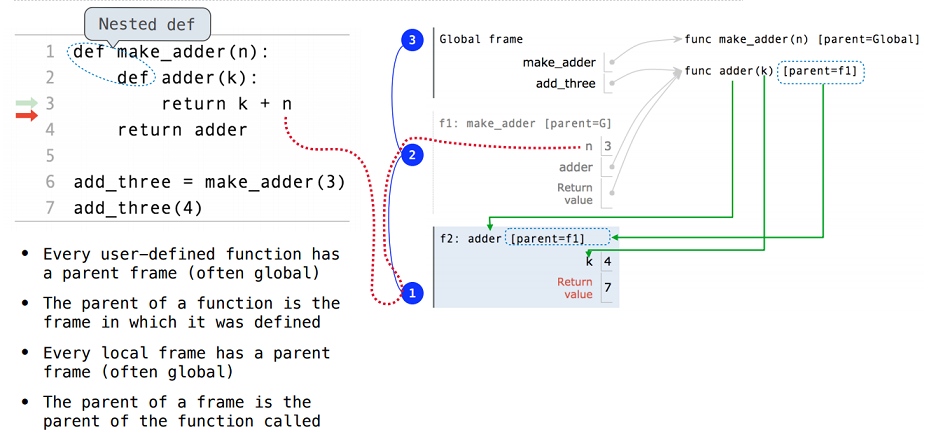 Nested def
1 def make_adder(n):
2 def adder(k):
3 return k + n
4 return adder
5
6 add_three = make_adder(3)
7 add_three(4)
• Every user-defined function has
a parent frame (often global)
• The parent of a function is the
frame in which it was defined
• Every local frame has a parent
frame (often global)
• The parent of a frame is the
parent of the function called
3
Global frame
make_adder
add_three
func make_adder(n) [parent=Global]
func adder(k) [parent=f1]
f1: make_adder [parent=G]
2
n 3
adder
Return
value
f2: adder [parent=f1]
k 4
1
Return
value 7